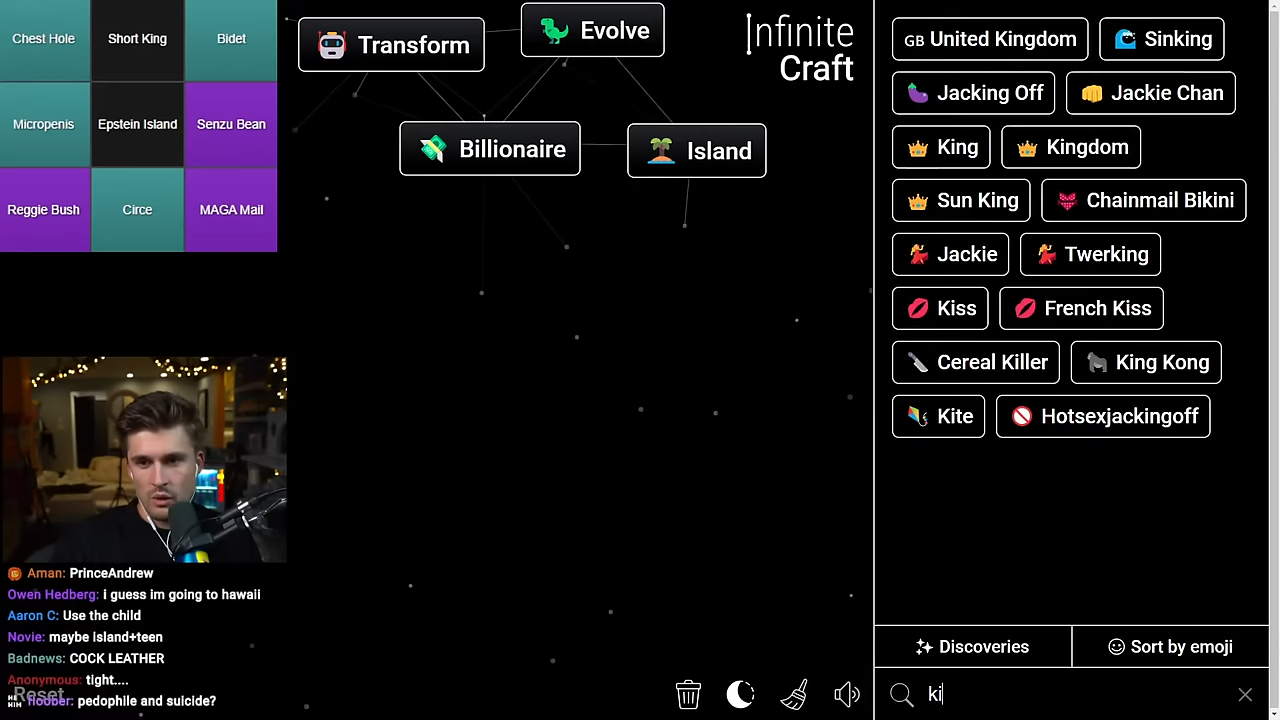 Chest Hole
Short King
Bidet
Micropenis
Epstein Island
Senzu Bean
Reggie Bush
Circe
MAGA Mail
Transform
Evolve
Billionaire
Island
Infinite
Craft
GB United Kingdom
Sinking
Jacking Off
Jackie Chan
King
Kingdom
Sun King
Chainmail Bikini
Jackie
Twerking
Kiss
French Kiss
Cereal Killer
King Kong
Kite
Hotsexjackingoff
Discoveries
Sort by emoji
ki
Aman: PrinceAndrew
Owen Hedberg: i guess im going to hawaii
Aaron C: Use the child
Novie: maybe island+teen
Badnews: COCK LEATHER
Anonymous: tight....
Reset
pedophile and suicide?